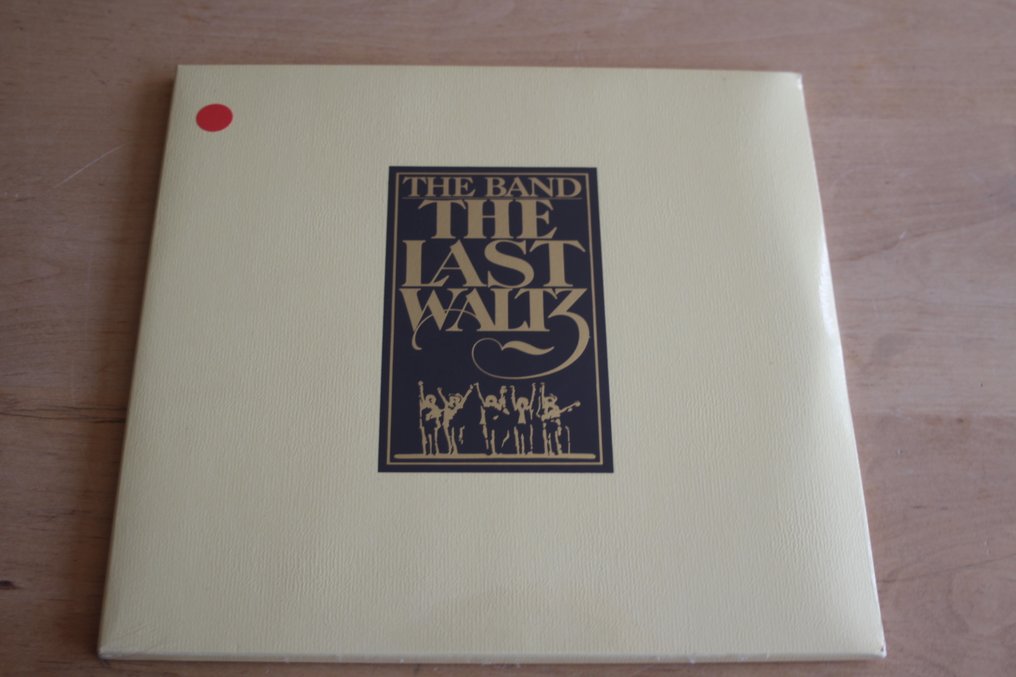 THE BAND
THE
LAST
WALTZ